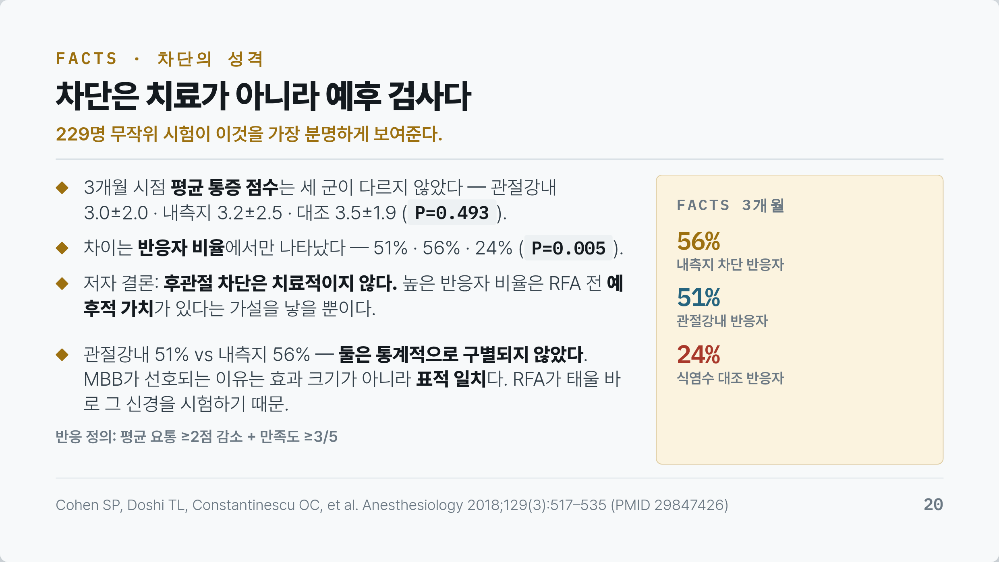 FACTS · 차단의 성격
차단은 치료가 아니라 예후 검사다
229명 무작위 시험이 이것을 가장 분명하게 보여준다.
3개월 시점 평균 통증 점수는 세 군이 다르지 않았다 — 관절강내
3.0±2.0 · 내측지 3.2±2.5 · 대조 3.5±1.9 ( P=0.493 ).
차이는 반응자 비율에서만 나타났다 — 51% · 56% · 24% ( P=0.005 ).
저자 결론: 후관절 차단은 치료적이지 않다. 높은 반응자 비율은 RFA 전 예
후적 가치가 있다는 가설을 낳을 뿐이다.
관절강내 51% vs 내측지 56% — 둘은 통계적으로 구별되지 않았다.
MBB가 선호되는 이유는 효과 크기가 아니라 표적 일치다. RFA가 태울 바
로 그 신경을 시험하기 때문.
반응 정의: 평균 요통 ≥2점 감소 + 만족도 ≥3/5
FACTS 3개월
56%
내측지 차단 반응자
51%
관절강내 반응자
24%
식염수 대조 반응자
Cohen SP, Doshi TL, Constantinescu OC, et al. Anesthesiology 2018;129(3):517–535 (PMID 29847426)
20